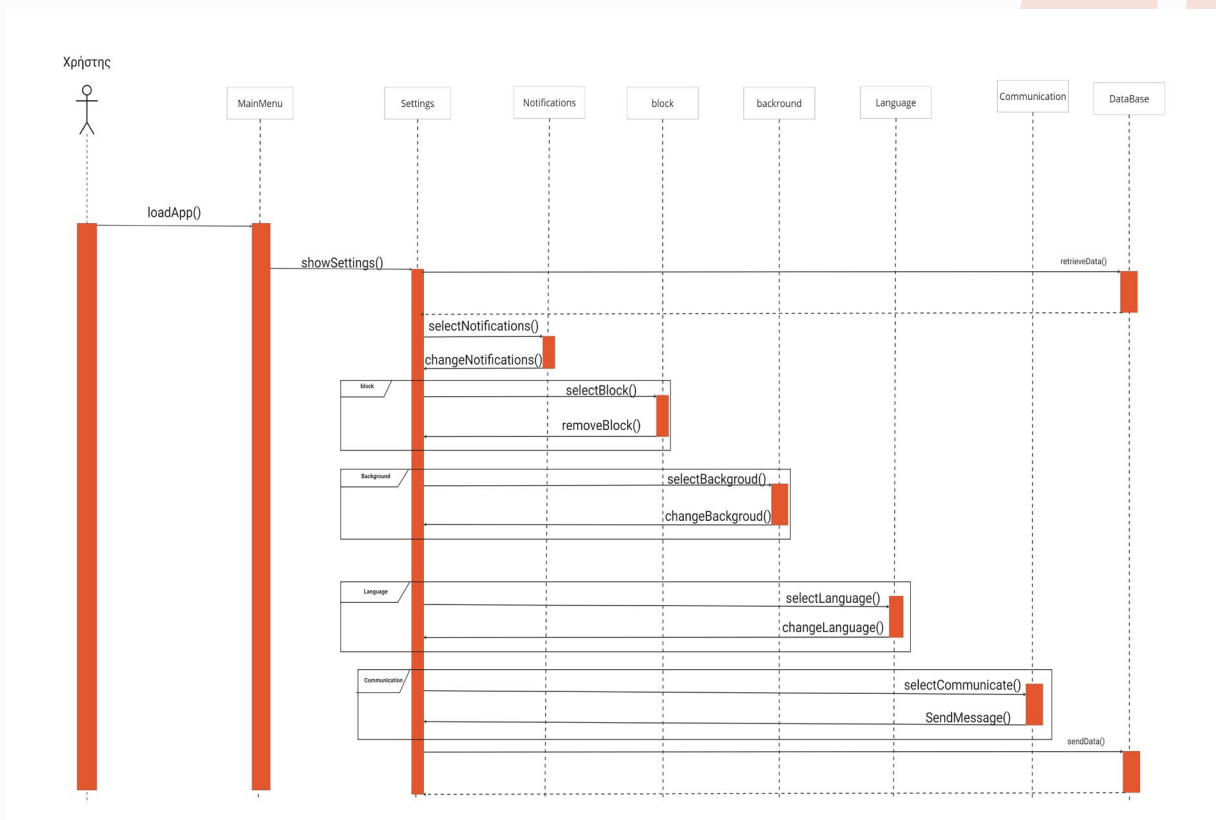 Χρήστης
MainMenu
Settings
Notifications
block
backround
Language
Communication
DataBase
loadApp()
showSettings()
retrieveData()
selectNotifications()
changeNotifications()
block
selectBlock()
removeBlock()
Background
selectBackgroud()
changeBackgroud()
Language
selectLanguage()
changeLanguage()
Communication
selectCommunicate()
SendMessage()
sendData()